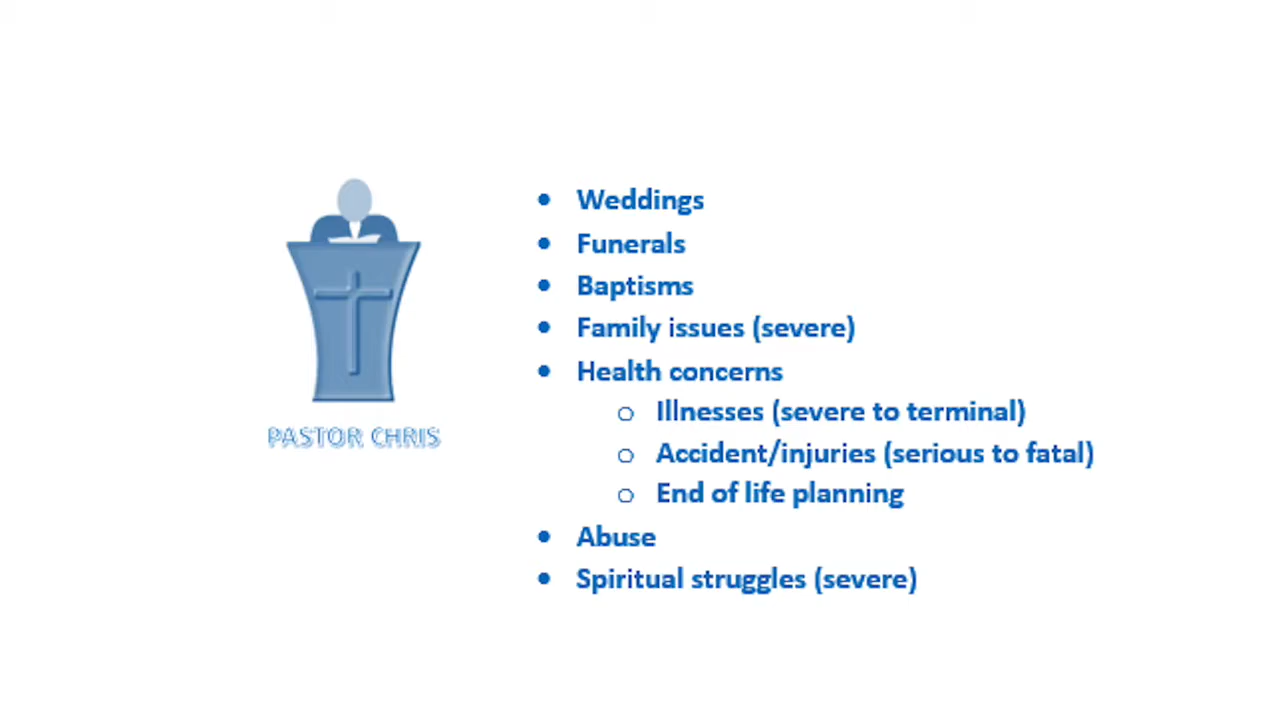 PASTOR CHRIS
• Weddings
• Funerals
• Baptisms
• Family issues (severe)
• Health concerns
o Illnesses (severe to terminal)
o Accident/injuries (serious to fatal)
o End of life planning
• Abuse
• Spiritual struggles (severe)